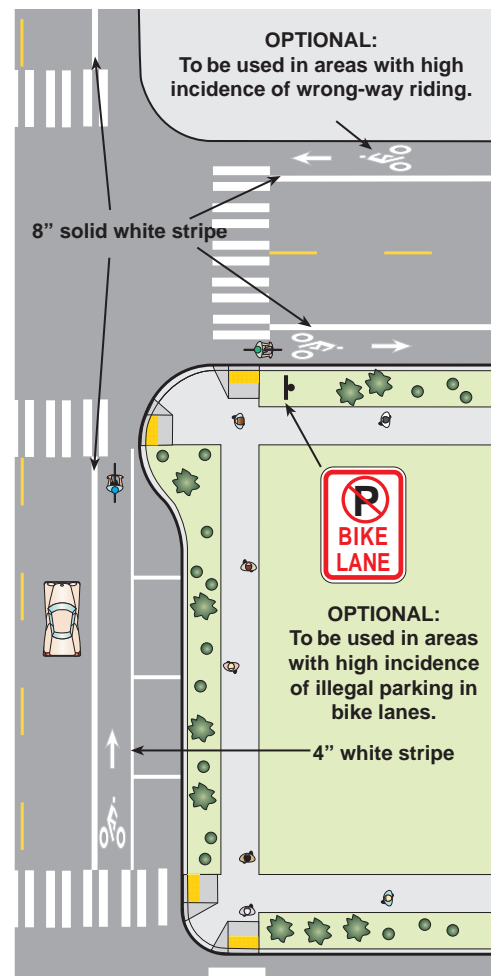 OPTIONAL:
To be used in areas with high
incidence of wrong-way riding.
8” solid white stripe
P
BIKE
LANE
OPTIONAL:
To be used in areas
with high incidence
of illegal parking in
bike lanes.
4” white stripe